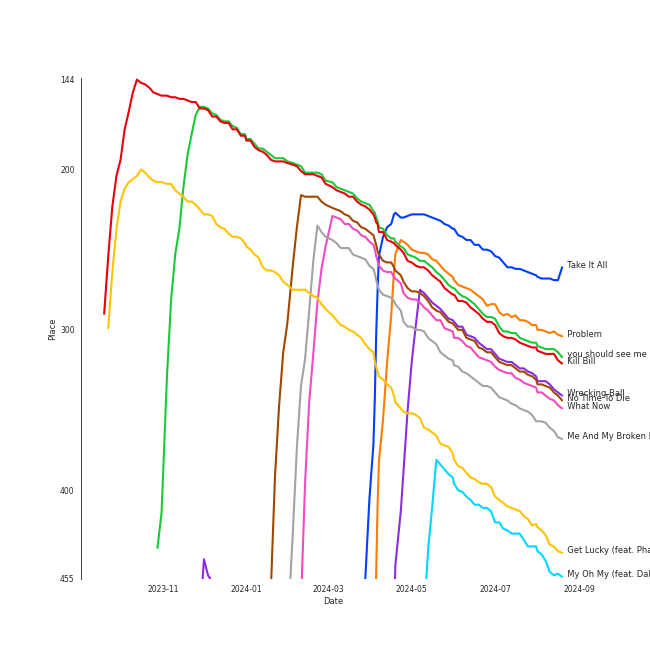 144
200
300
400
455
Place
2023-11
2024-01
2024-03
2024-05
2024-07
2024-09
Date
Take It All
Problem
you should see me
Kill Bill
Wrecking Ball
No Time To Die
What Now
Me And My Broken
Get Lucky (feat. Pha
My Oh My (feat. Dal